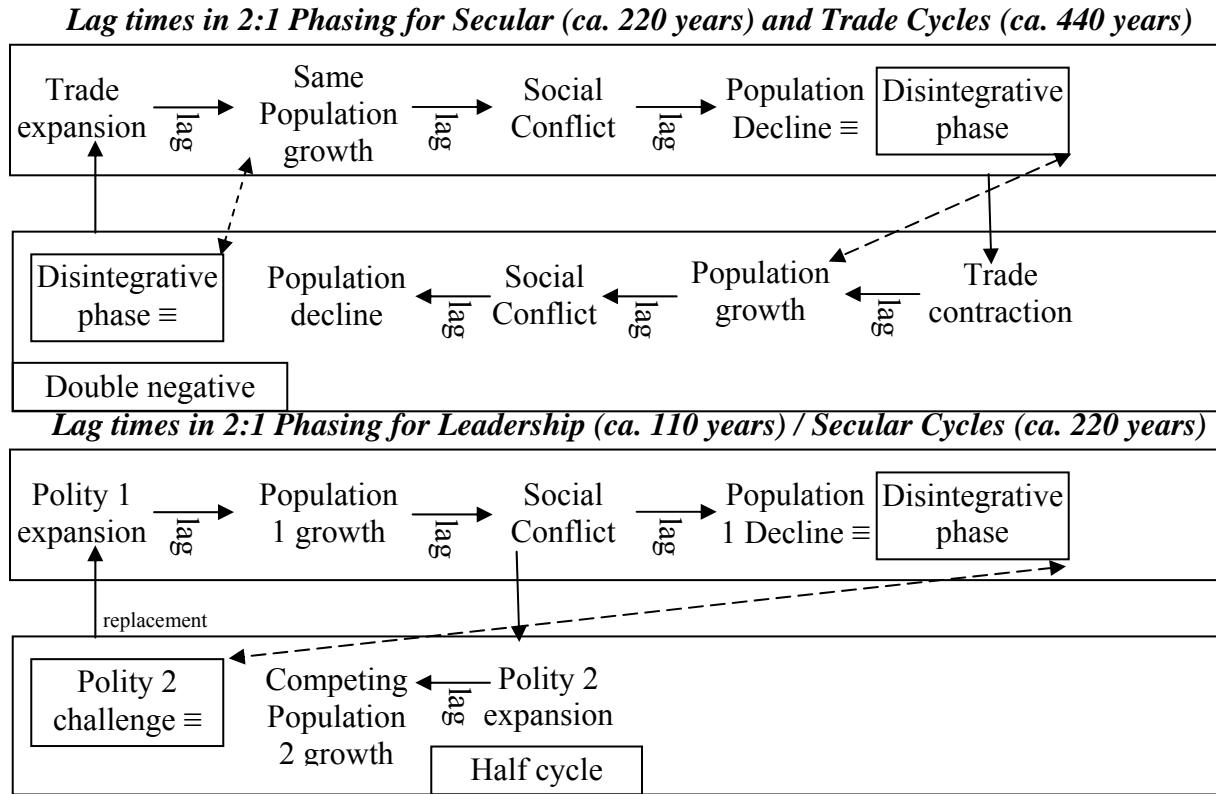 Lag times in 2:1 Phasing for Secular (ca. 220 years) and Trade Cycles (ca. 440 years)
Trade
expansion
lag
Same
Population
growth
lag
Social
Conflict
lag
Population
Decline ≡
Disintegrative
phase
Disintegrative
phase ≡
Population
decline
lag
Social
Conflict
lag
Population
growth
lag
Trade
contraction
Double negative
Lag times in 2:1 Phasing for Leadership (ca. 110 years) / Secular Cycles (ca. 220 years)
Polity 1
expansion
lag
Population
1 growth
lag
Social
Conflict
lag
Population
1 Decline ≡
Disintegrative
phase
replacement
Polity 2
challenge ≡
Competing
Population
2 growth
lag
Polity 2
expansion
Half cycle